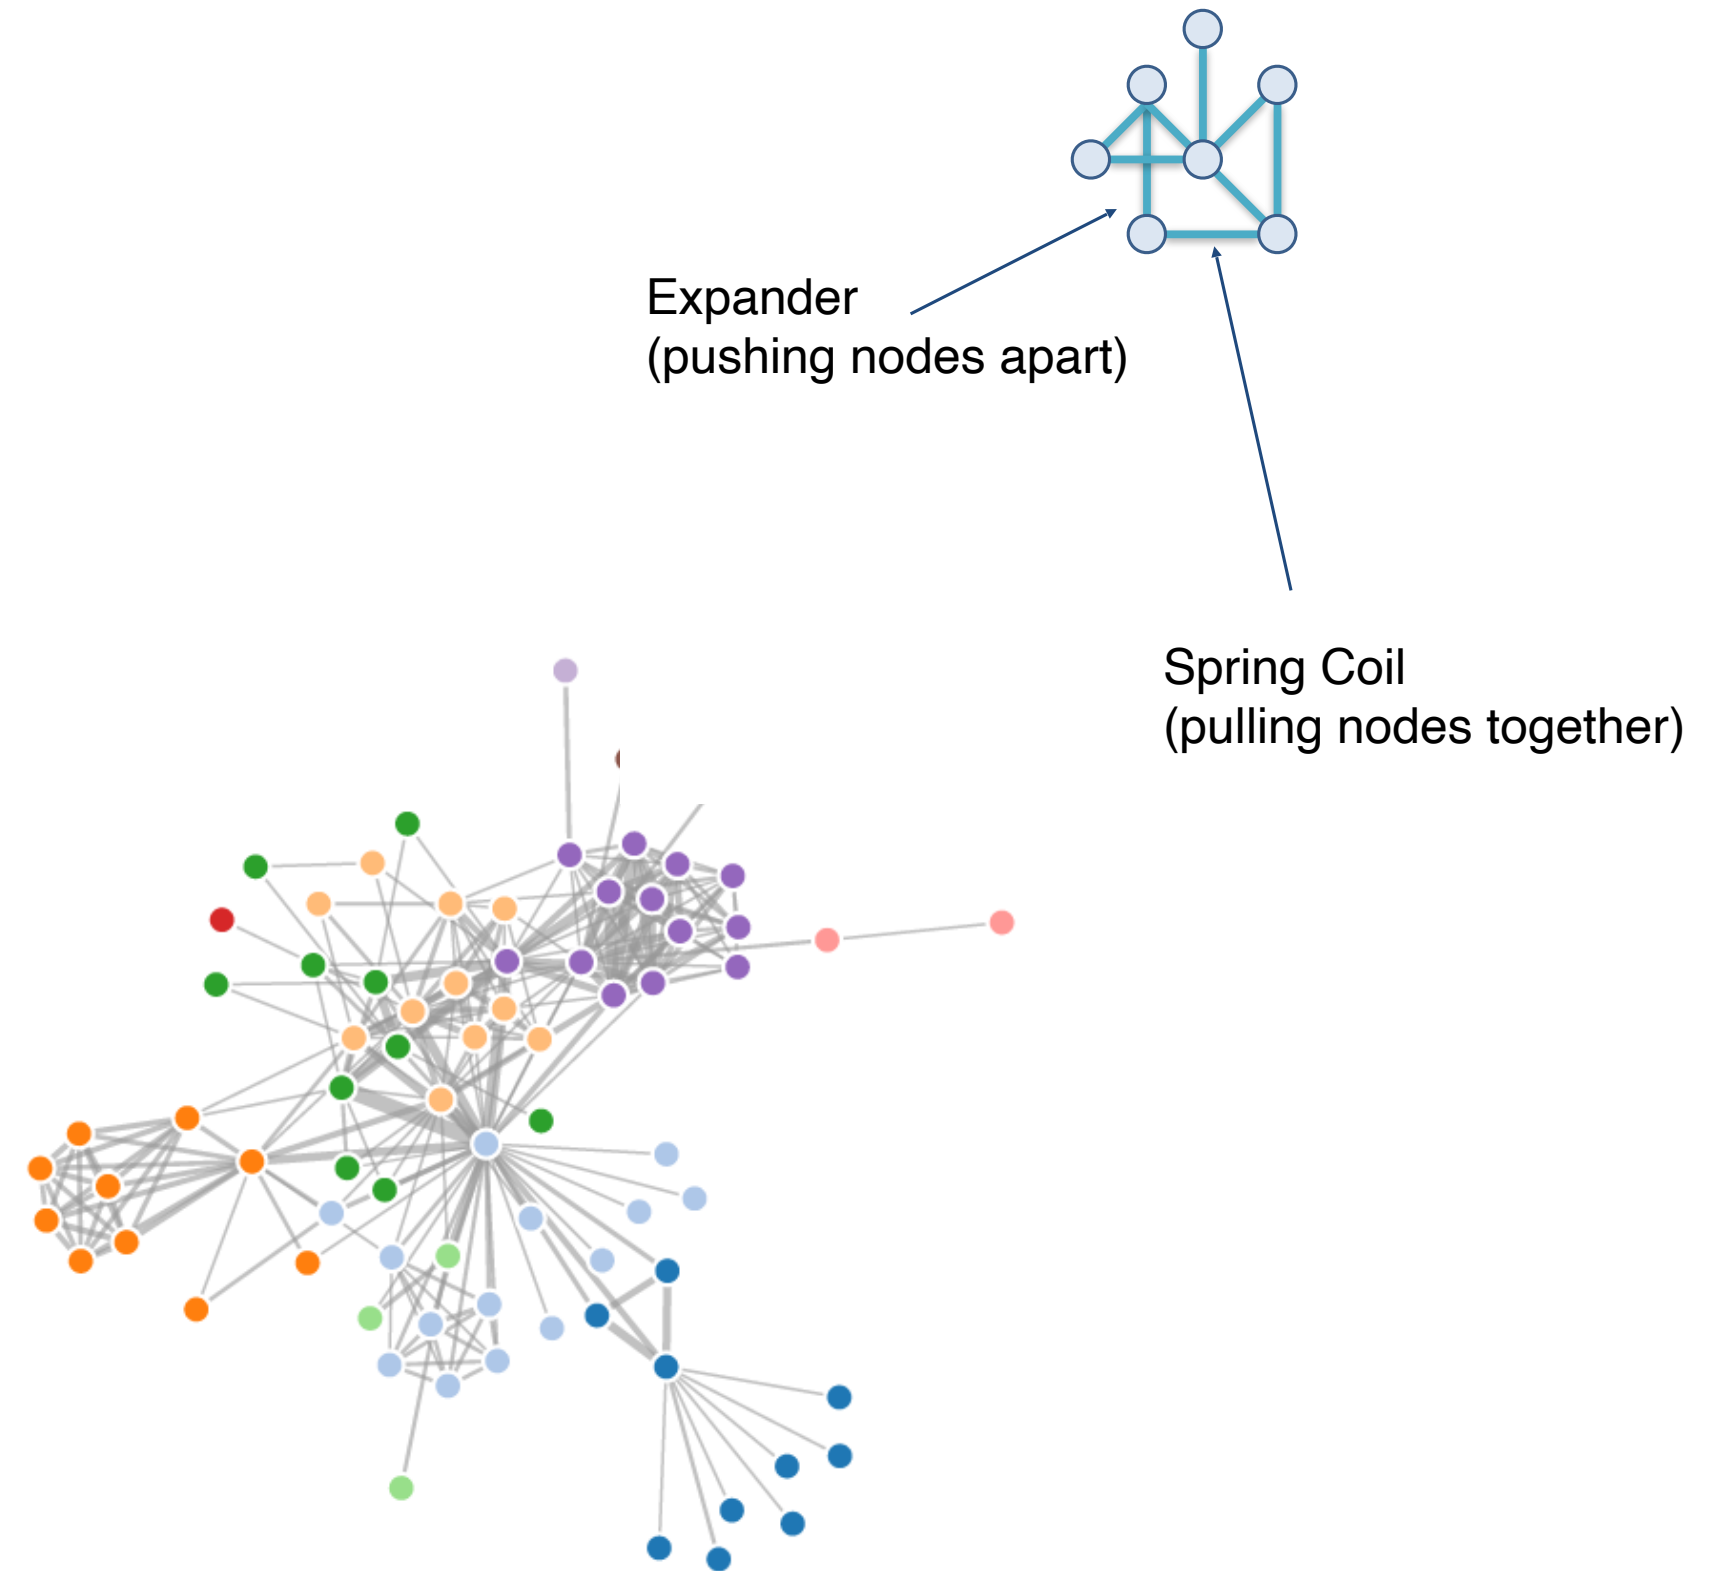 Expander
(pushing nodes apart)
Spring Coil
(pulling nodes together)